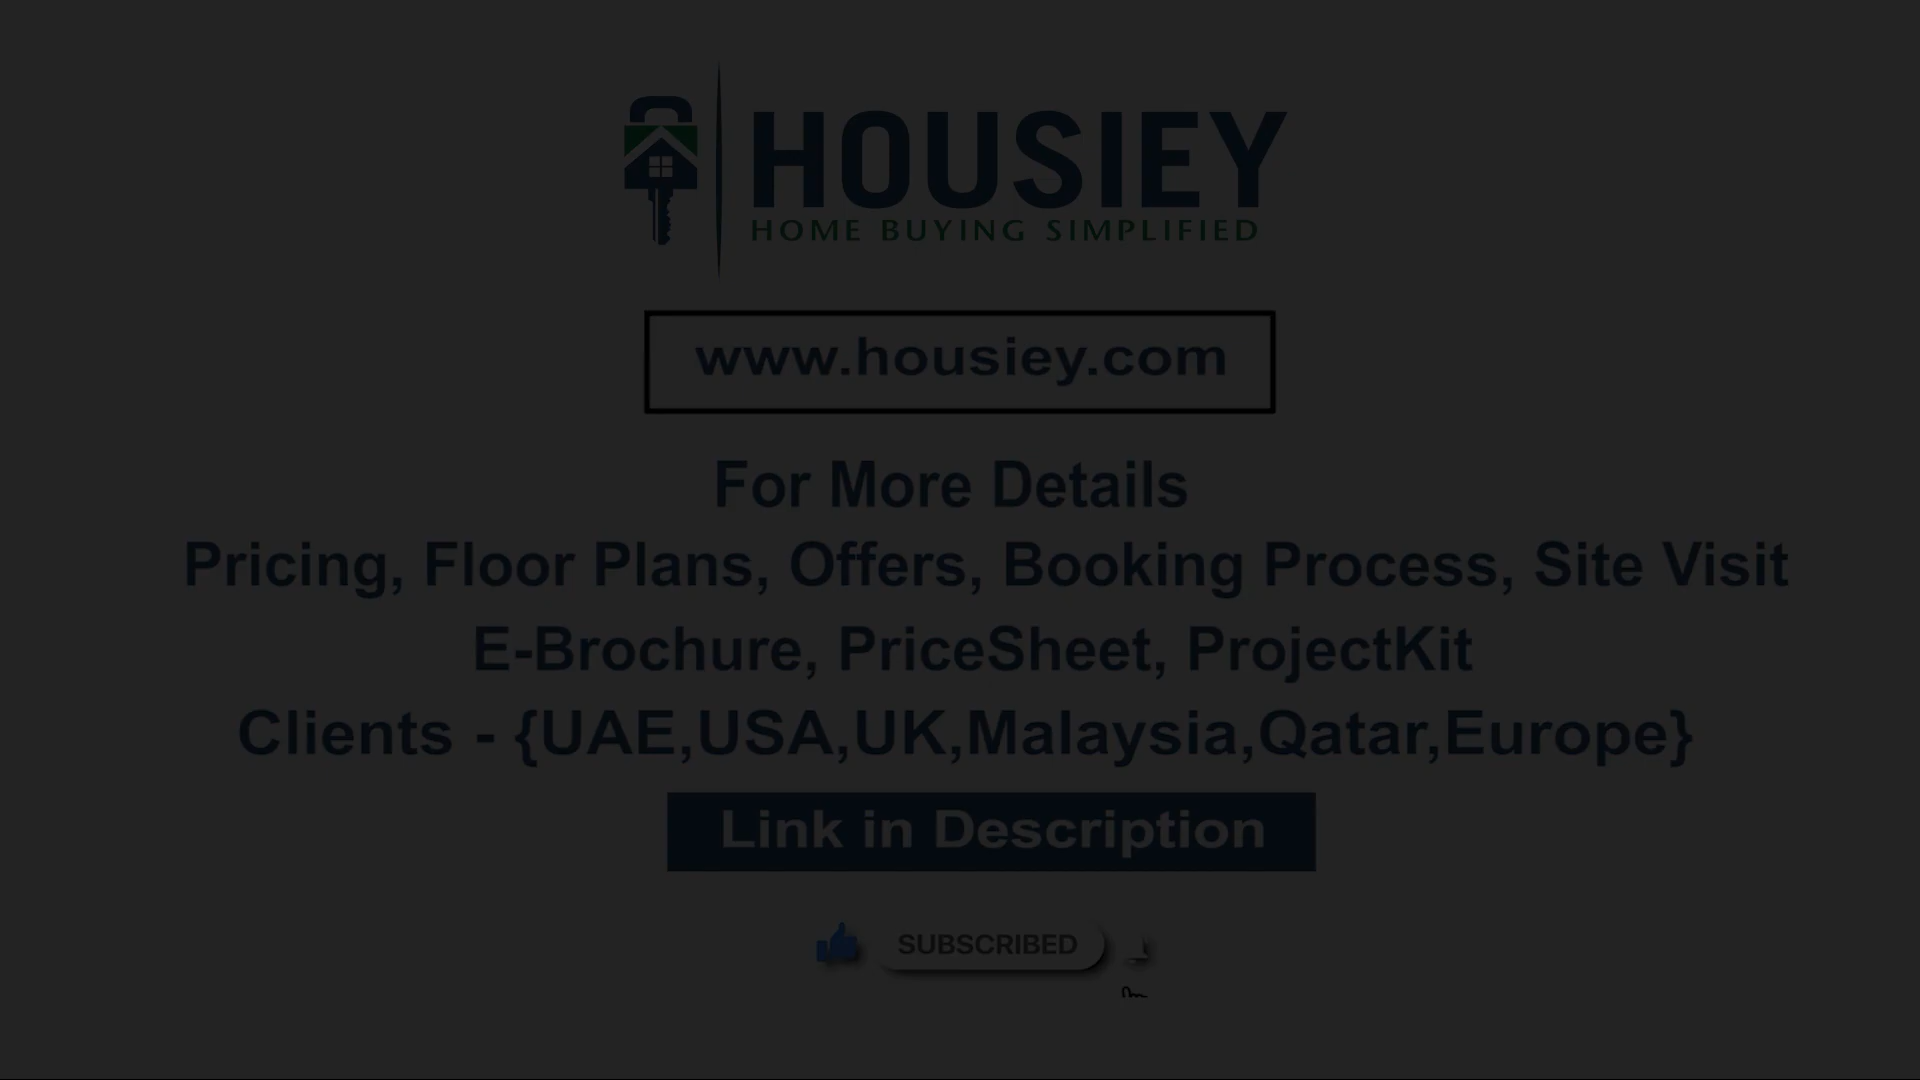 HOUSIEY
HOME BUYING SIMPLIFIED
www.housiey.com
For More Details
Pricing, Floor Plans, Offers, Booking Process, Site Visit
E-Brochure, PriceSheet, ProjectKit
Clients - {UAE,USA,UK,Malaysia,Qatar,Europe}
Link in Description
SUBSCRIBED